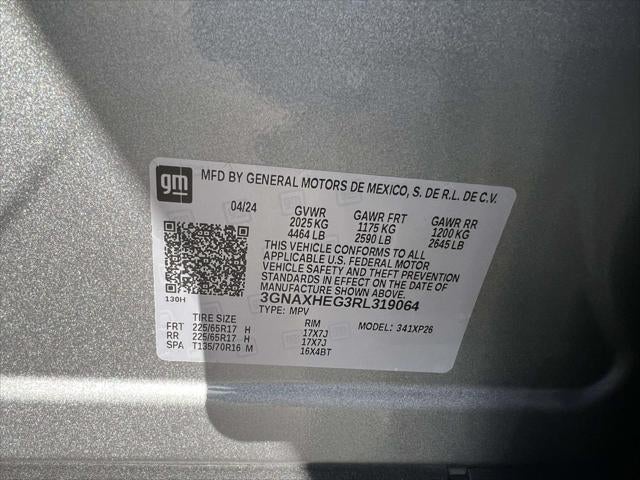 gm
MFD BY GENERAL MOTORS DE MEXICO, S. DE R.L. DE C.V.
04/24 GVWR GAWR FRT GAWR RR
2025 KG 1175 KG 1200 KG
4464 LB 2590 LB 2645 LB
THIS VEHICLE CONFORMS TO ALL
APPLICABLE U.S. FEDERAL MOTOR
VEHICLE SAFETY AND THEFT PREVENTION
STANDARDS IN EFFECT ON THE DATE OF
MANUFACTURE SHOWN ABOVE.
130H
3GNAXHEG3RL319064
TYPE: MPV
TIRE SIZE RIM MODEL: 341XP26
FRT 225/65R17 H 17X7J
RR 225/65R17 H 17X7J
SPA T135/70R16 M 16X4BT